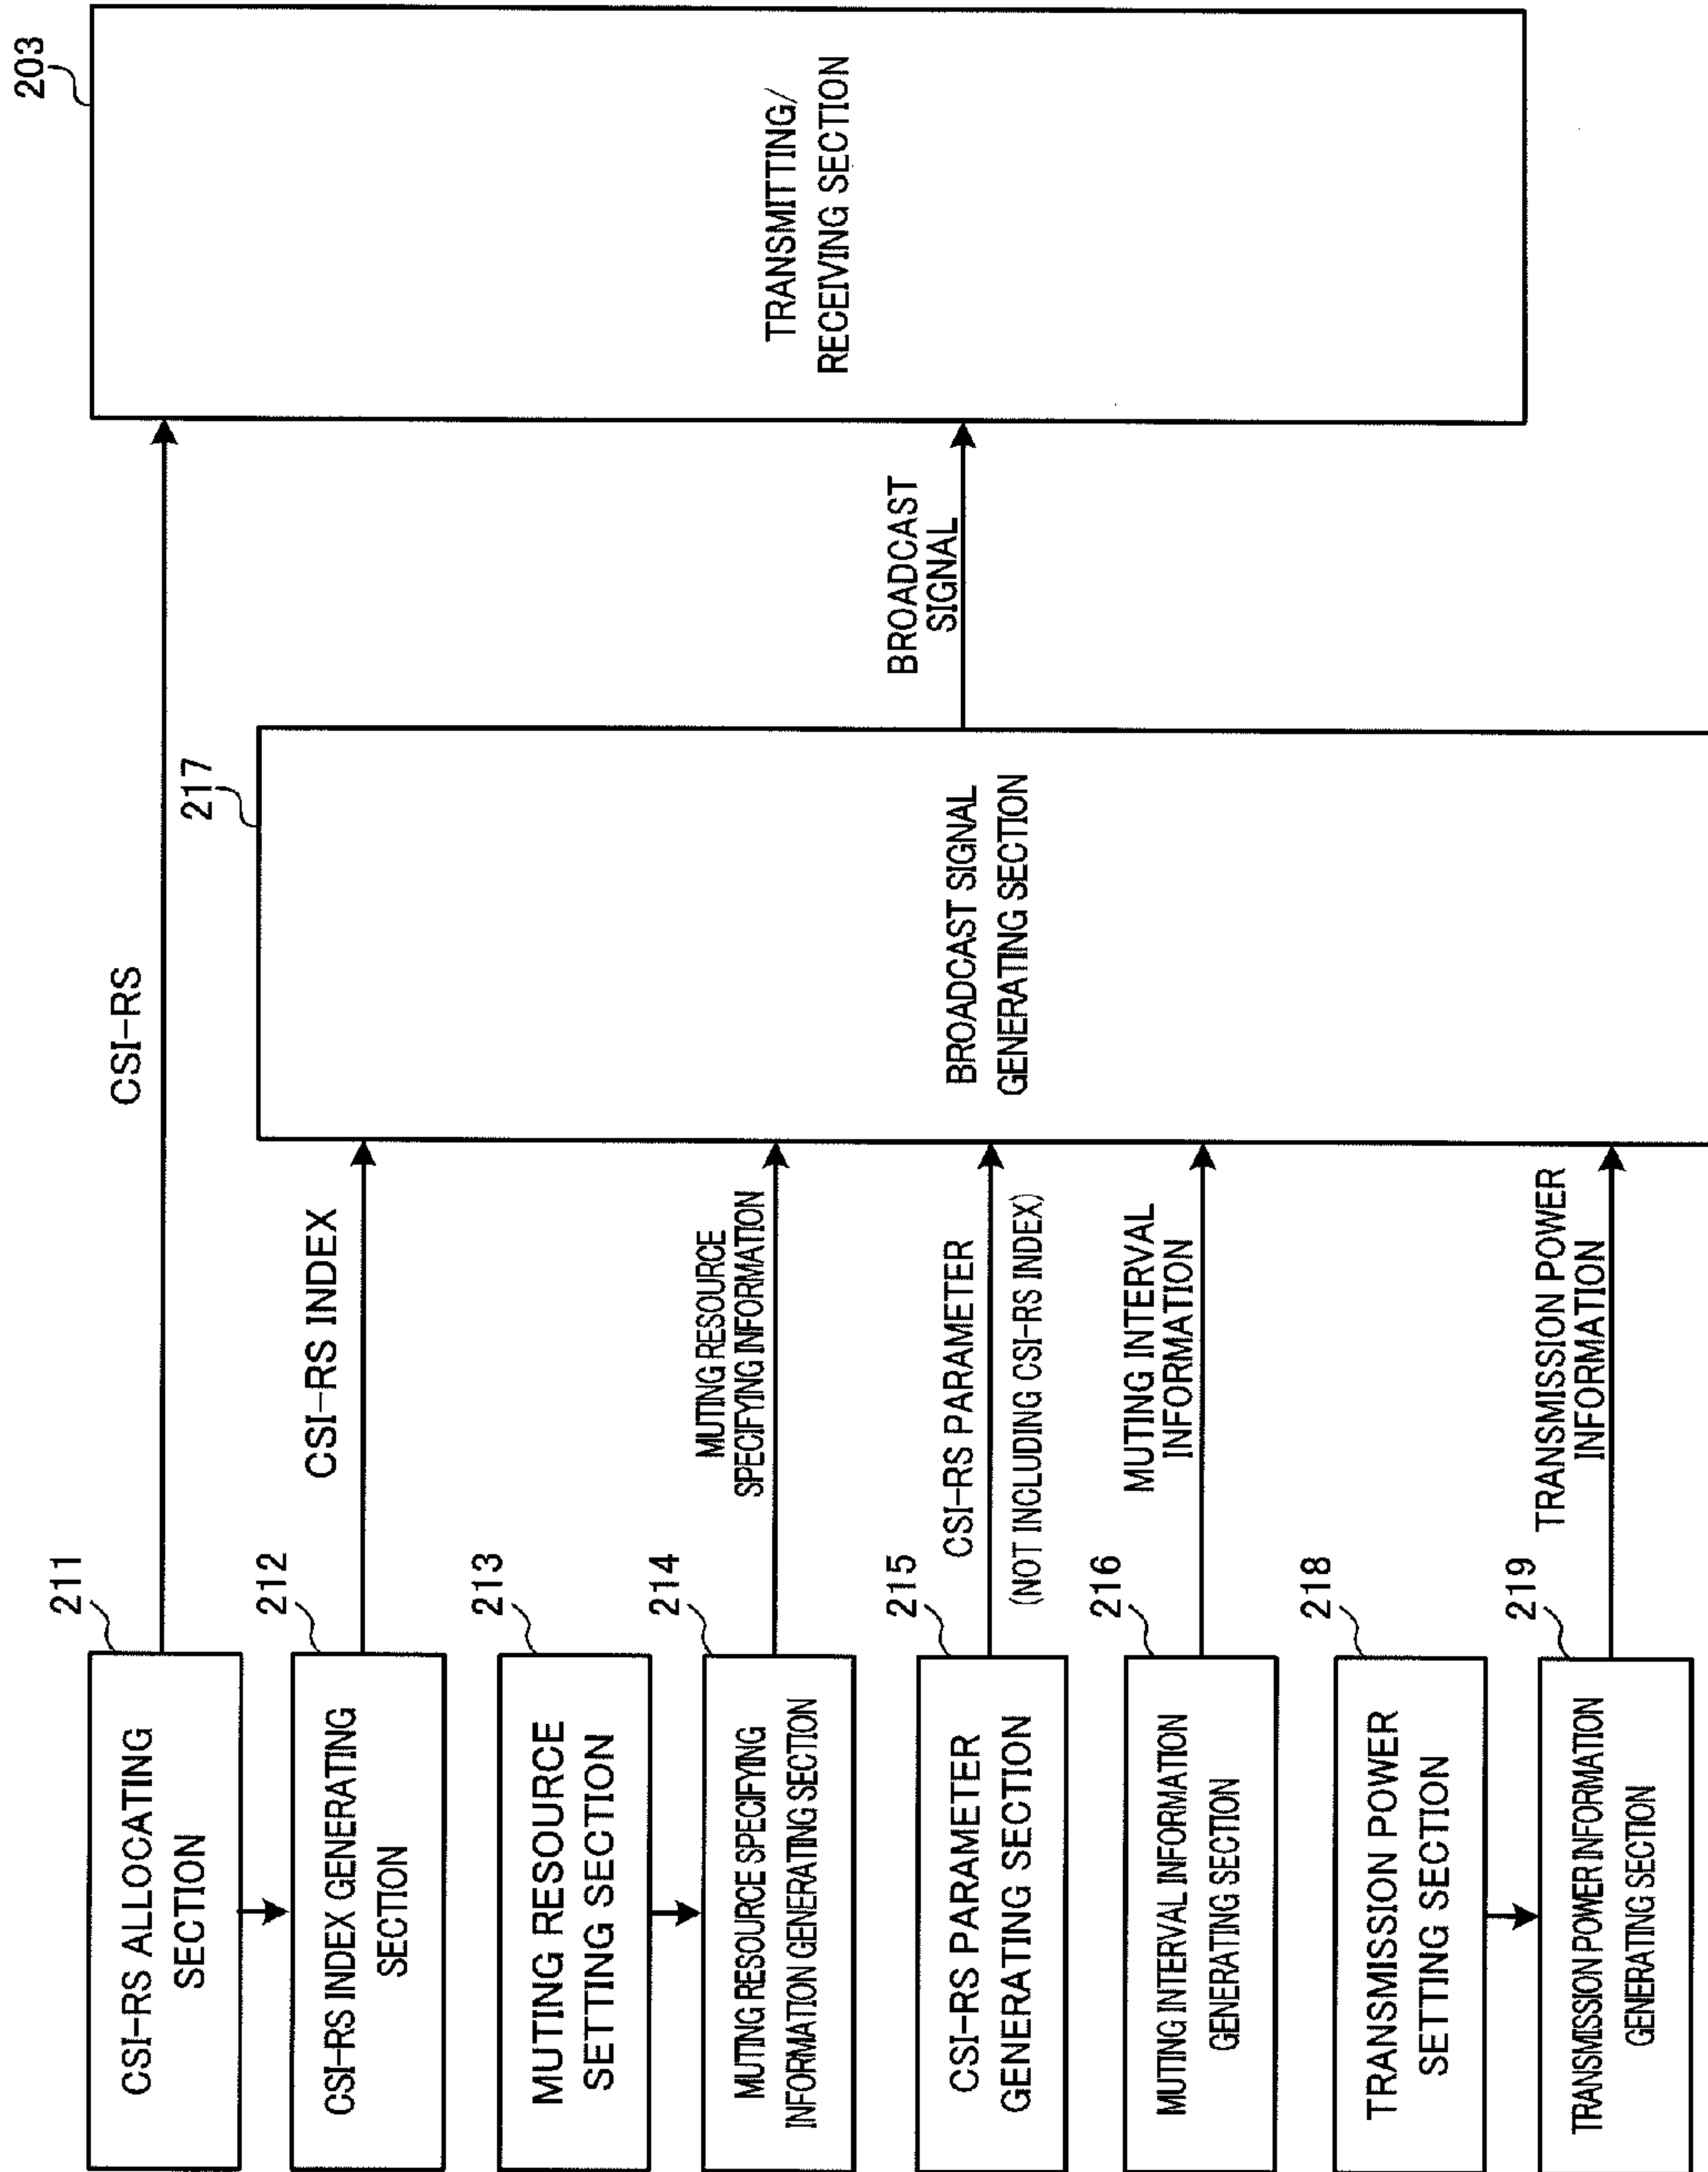 203
TRANSMITTING/
RECEIVING SECTION
CSI-RS
BROADCAST
SIGNAL
217
BROADCAST SIGNAL
GENERATING SECTION
CSI-RS INDEX
MUTING RESOURCE
SPECIFYING INFORMATION
CSI-RS PARAMETER
(NOT INCLUDING CSI-RS INDEX)
MUTING INTERVAL
INFORMATION
TRANSMISSION POWER
INFORMATION
211
CSI-RS ALLOCATING
SECTION
212
CSI-RS INDEX GENERATING
SECTION
213
MUTING RESOURCE
SETTING SECTION
214
MUTING RESOURCE SPECIFYING
INFORMATION GENERATING SECTION
215
CSI-RS PARAMETER
GENERATING SECTION
216
MUTING INTERVAL INFORMATION
GENERATING SECTION
218
TRANSMISSION POWER
SETTING SECTION
219
TRANSMISSION POWER INFORMATION
GENERATING SECTION